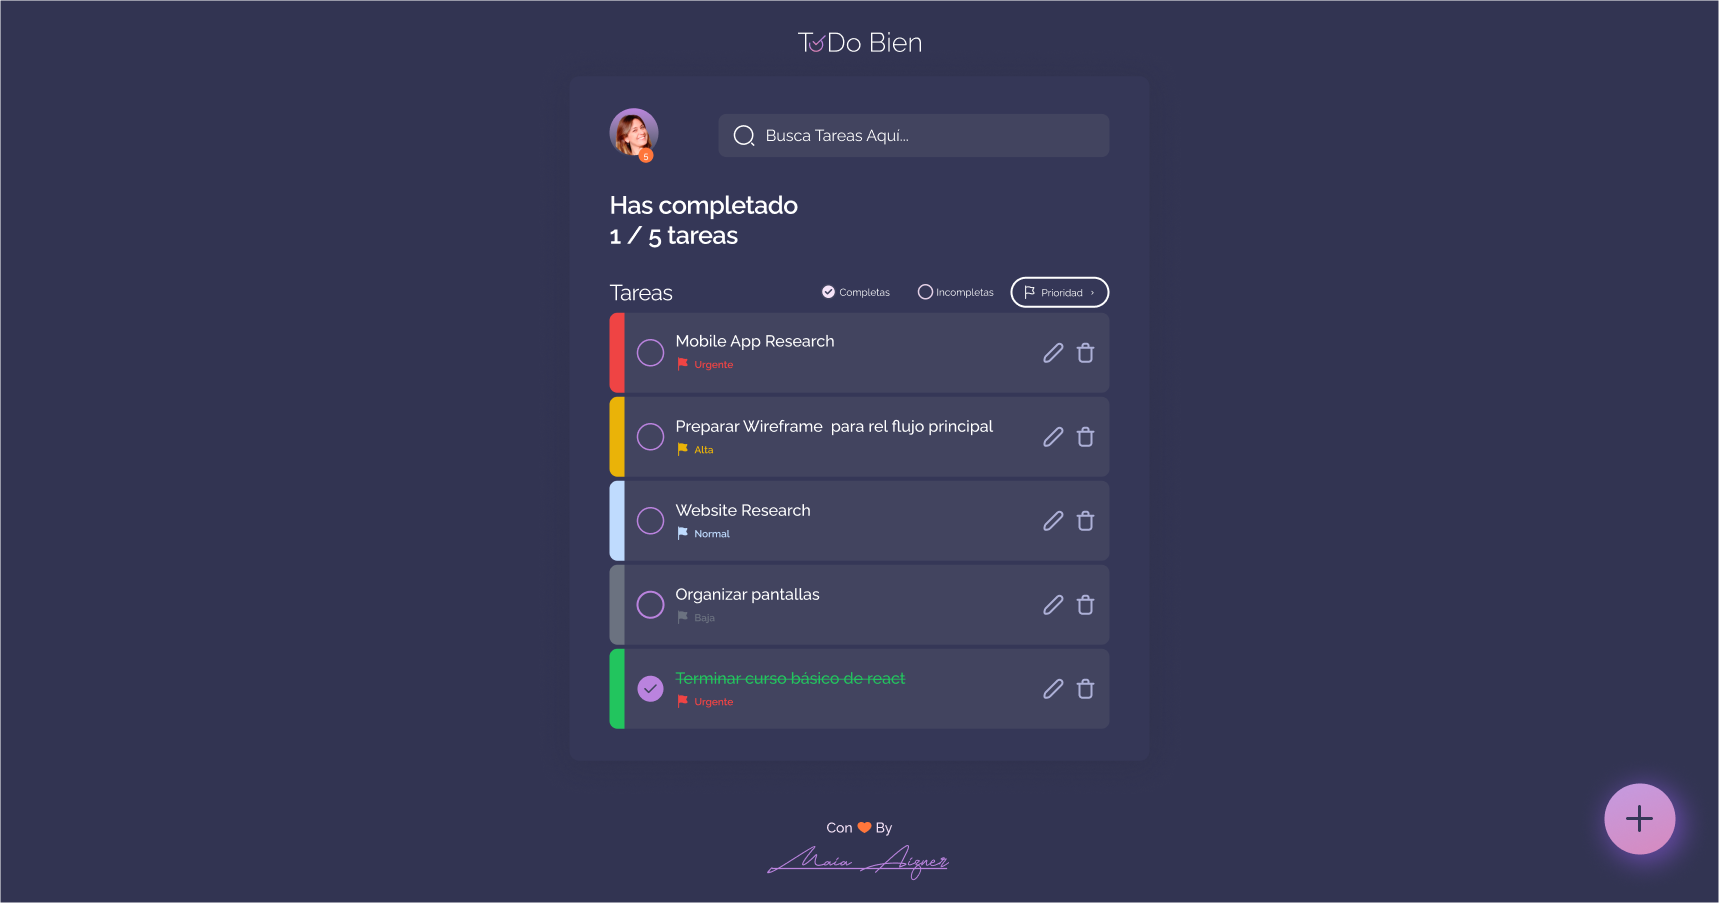 ToDo Bien
5
Busca Tareas Aquí...
Has completado
1 / 5 tareas
Tareas
Completas
Incompletas
Prioridad ›
Mobile App Research
Urgente
Preparar Wireframe  para rel flujo principal
Alta
Website Research
Normal
Organizar pantallas
Baja
Terminar curso básico de react
Urgente
Con 🧡 By
Maia Aizner